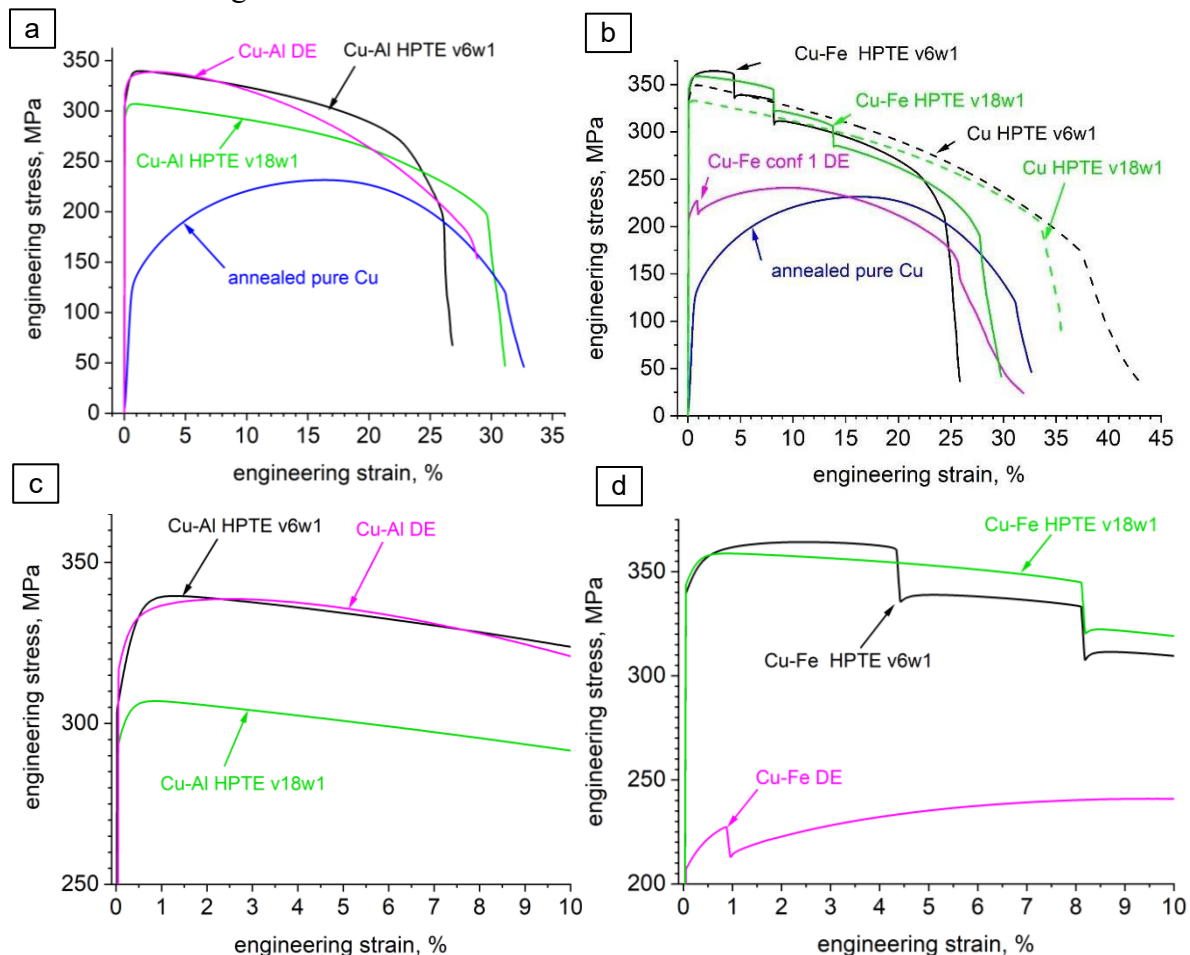 a
Cu-Al DE
Cu-Al HPTE v6w1
Cu-Al HPTE v18w1
annealed pure Cu
engineering stress, MPa
350
300
250
200
150
100
50
0
0 5 10 15 20 25 30 35
engineering strain, %
b
Cu-Fe HPTE v6w1
Cu-Fe HPTE v18w1
Cu HPTE v6w1
Cu-Fe conf 1 DE
Cu HPTE v18w1
annealed pure Cu
engineering stress, MPa
400
350
300
250
200
150
100
50
0
0 5 10 15 20 25 30 35 40 45
engineering strain, %
c
Cu-Al HPTE v6w1
Cu-Al DE
Cu-Al HPTE v18w1
engineering stress, MPa
350
300
250
0 1 2 3 4 5 6 7 8 9 10
engineering strain, %
d
Cu-Fe HPTE v18w1
Cu-Fe HPTE v6w1
Cu-Fe DE
engineering stress, MPa
350
300
250
200
0 1 2 3 4 5 6 7 8 9 10
engineering strain, %